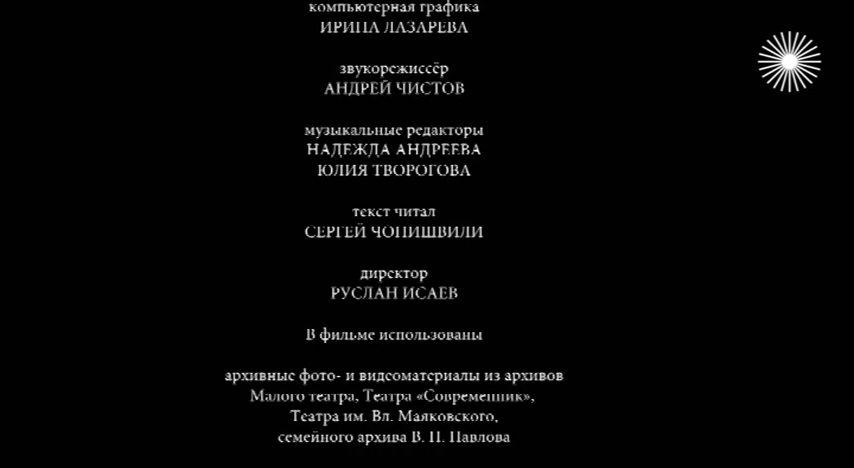 компьютерная графика
ИРИНА ЛАЗАРЕВА
звукорежиссёр
АНДРЕЙ ЧИСТОВ
музыкальные редакторы
НАДЕЖДА АНДРЕЕВА
ЮЛИЯ ТВОРОГОВА
текст читал
СЕРГЕЙ ЧОНИШВИЛИ
директор
РУСЛАН ИСАЕВ
В фильме использованы
архивные фото- и видеоматериалы из архивов
Малого театра, Театра «Современник»,
Театра им. Вл. Маяковского,
семейного архива В. П. Павлова